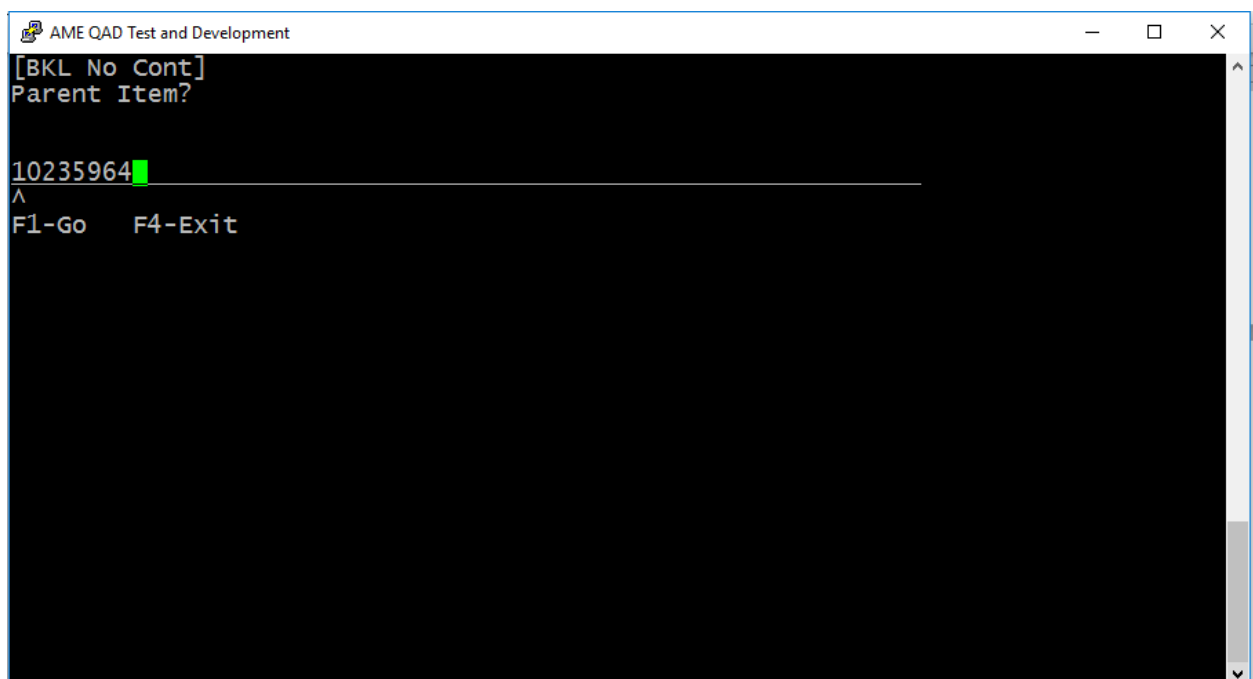 AME QAD Test and Development
[BKL No Cont]
Parent Item?
10235964
^
F1-Go F4-Exit